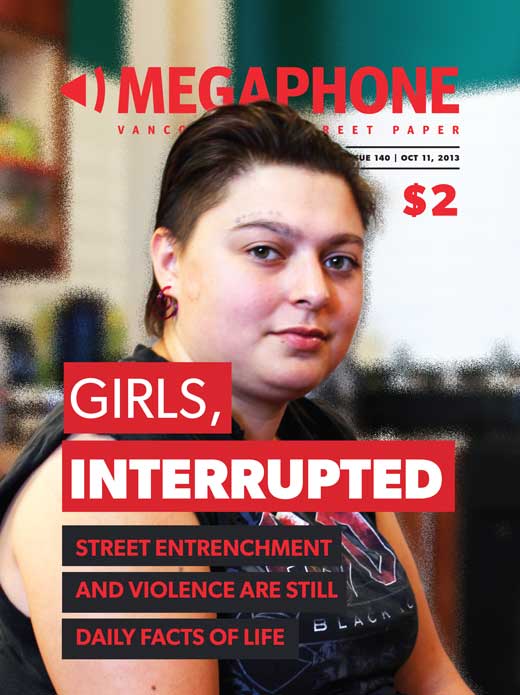 MEGAPHONE
PAPER
140 | OCT 11, 2013
$2
GIRLS,
INTERRUPTED
STREET ENTRENCHMENT
AND VIOLENCE ARE STILL
DAILY FACTS OF LIFE
BLACK